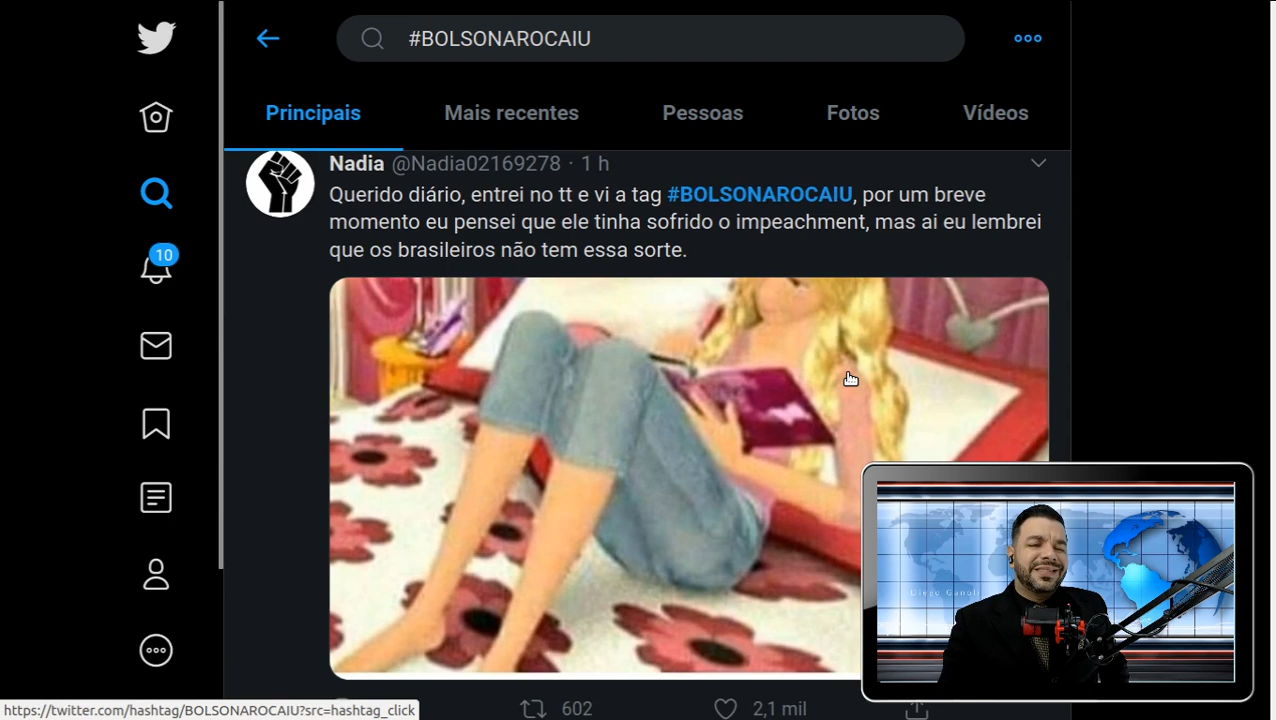 #BOLSONAROCAIU
Principais
Mais recentes
Pessoas
Fotos
Vídeos
Nadia @Nadia02169278 · 1 h
Querido diário, entrei no tt e vi a tag #BOLSONAROCAIU, por um breve
momento eu pensei que ele tinha sofrido o impeachment, mas ai eu lembrei
que os brasileiros não tem essa sorte.
10
Diego Ganoli
602
2,1 mil
https://twitter.com/hashtag/BOLSONAROCAIU?src=hashtag_click